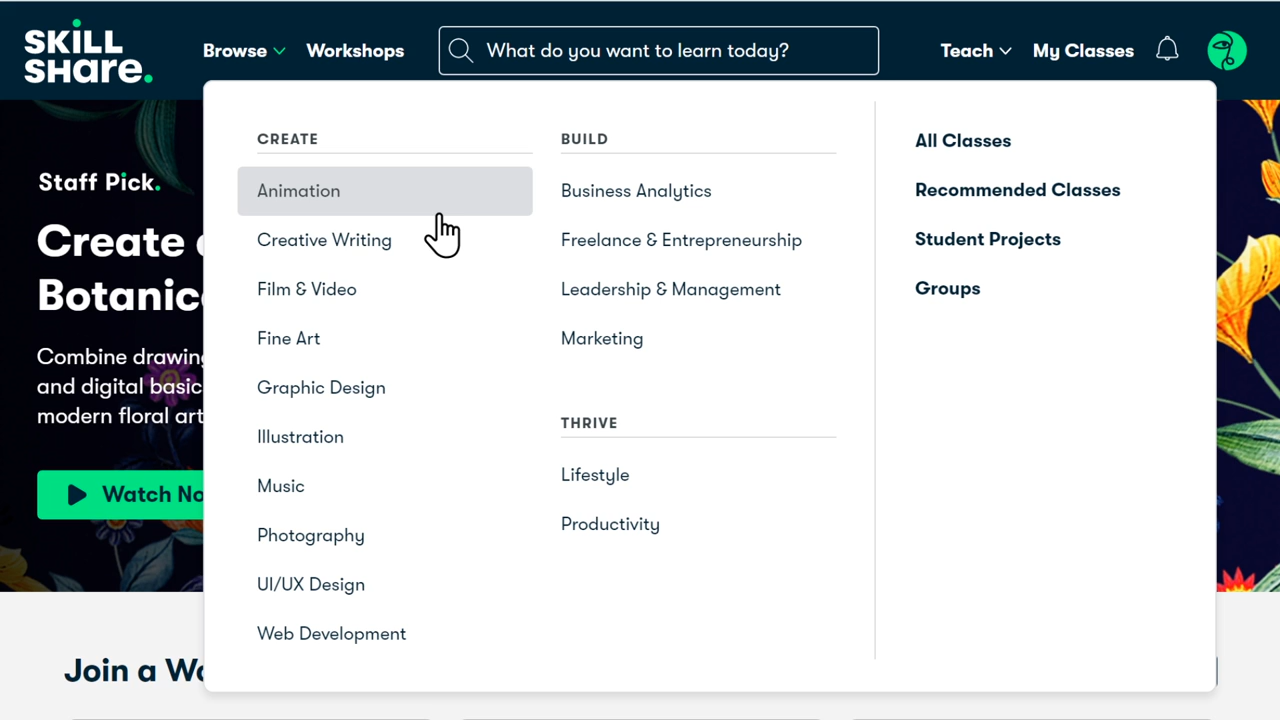 SKILL
SHARE.
Browse
Workshops
What do you want to learn today?
Teach
My Classes
Staff Pick.
Create
Botanic
Combine drawing
and digital basic
modern floral art
Watch No
CREATE
Animation
Creative Writing
Film & Video
Fine Art
Graphic Design
Illustration
Music
Photography
UI/UX Design
Web Development
BUILD
Business Analytics
Freelance & Entrepreneurship
Leadership & Management
Marketing
THRIVE
Lifestyle
Productivity
All Classes
Recommended Classes
Student Projects
Groups
Join a Wo